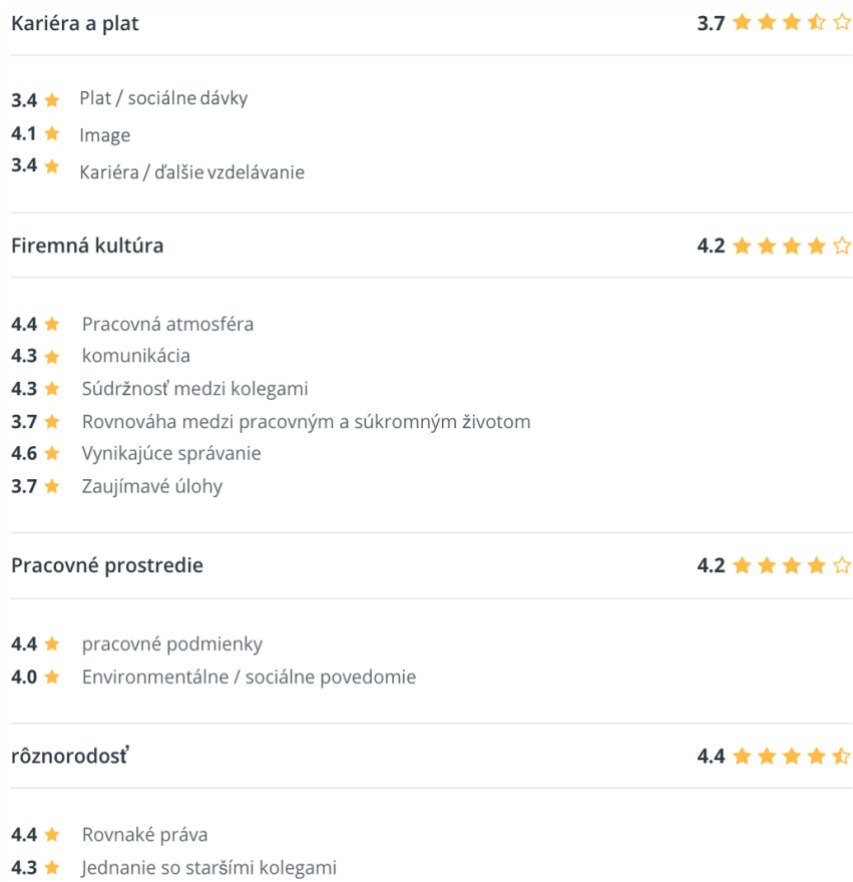 Kariéra a plat 3.7
3.4 Plat / sociálne dávky
4.1 Image
3.4 Kariéra / ďalšie vzdelávanie
Firemná kultúra 4.2
4.4 Pracovná atmosféra
4.3 komunikácia
4.3 Súdržnosť medzi kolegami
3.7 Rovnováha medzi pracovným a súkromným životom
4.6 Vynikajúce správanie
3.7 Zaujímavé úlohy
Pracovné prostredie 4.2
4.4 pracovné podmienky
4.0 Environmentálne / sociálne povedomie
rôznorodosť 4.4
4.4 Rovnaké práva
4.3 Jednanie so staršími kolegami